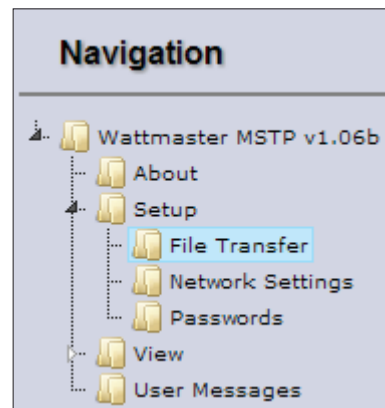 Navigation
Wattmaster MSTP v1.06b
About
Setup
File Transfer
Network Settings
Passwords
View
User Messages